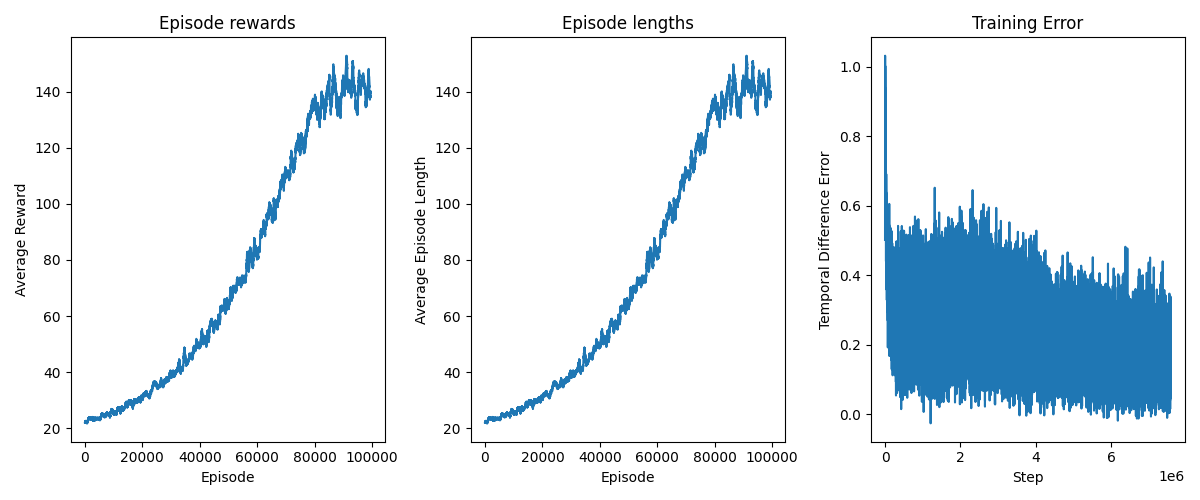 Episode rewards
Average Reward
140
120
100
80
60
40
20
0 20000 40000 60000 80000 100000
Episode
Episode lengths
Average Episode Length
140
120
100
80
60
40
20
0 20000 40000 60000 80000 100000
Episode
Training Error
Temporal Difference Error
1.0
0.8
0.6
0.4
0.2
0.0
0 2 4 6
1e6
Step